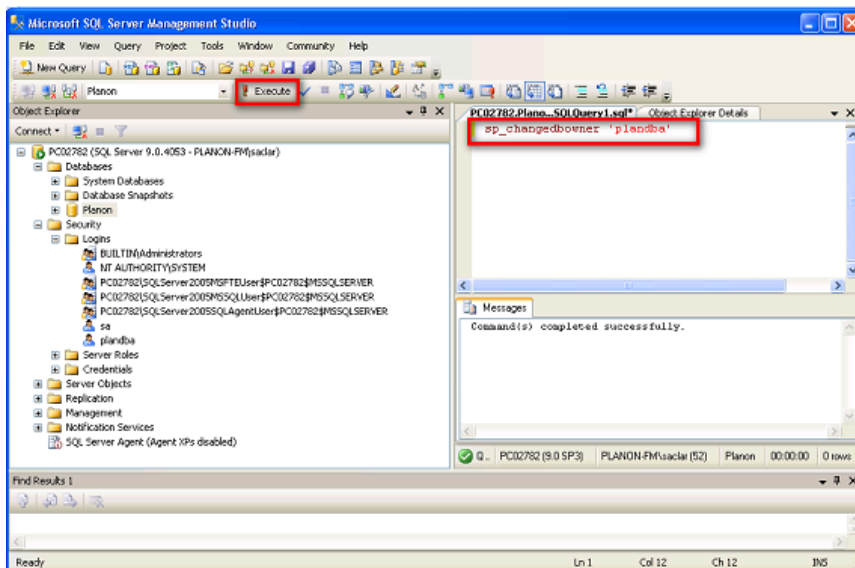 Microsoft SQL Server Management Studio
File Edit View Query Project Tools Window Community Help
New Query
Planon Execute
Object Explorer
PC02782.Plano...SQLQuery1.sql* Object Explorer Details
Connect
sp_changedbowner 'plandba'
PC02782 (SQL Server 9.0.4053 - PLANON-FM\saclar)
Databases
System Databases
Database Snapshots
Planon
Security
Logins
BUILTIN\Administrators
NT AUTHORITY\SYSTEM
PC02782\SQLServer2005MSFTEUser$PC02782$MSSQLSERVER
PC02782\SQLServer2005MSSQLUser$PC02782$MSSQLSERVER
PC02782\SQLServer2005SQLAgentUser$PC02782$MSSQLSERVER
sa
plandba
Server Roles
Credentials
Server Objects
Replication
Management
Notification Services
SQL Server Agent (Agent XPs disabled)
Messages
Command(s) completed successfully.
Q... PC02782 (9.0 SP3) PLANON-FM\saclar (52) Planon 00:00:00 0 rows
Find Results 1
Ready Ln 1 Col 12 Ch 12 INS